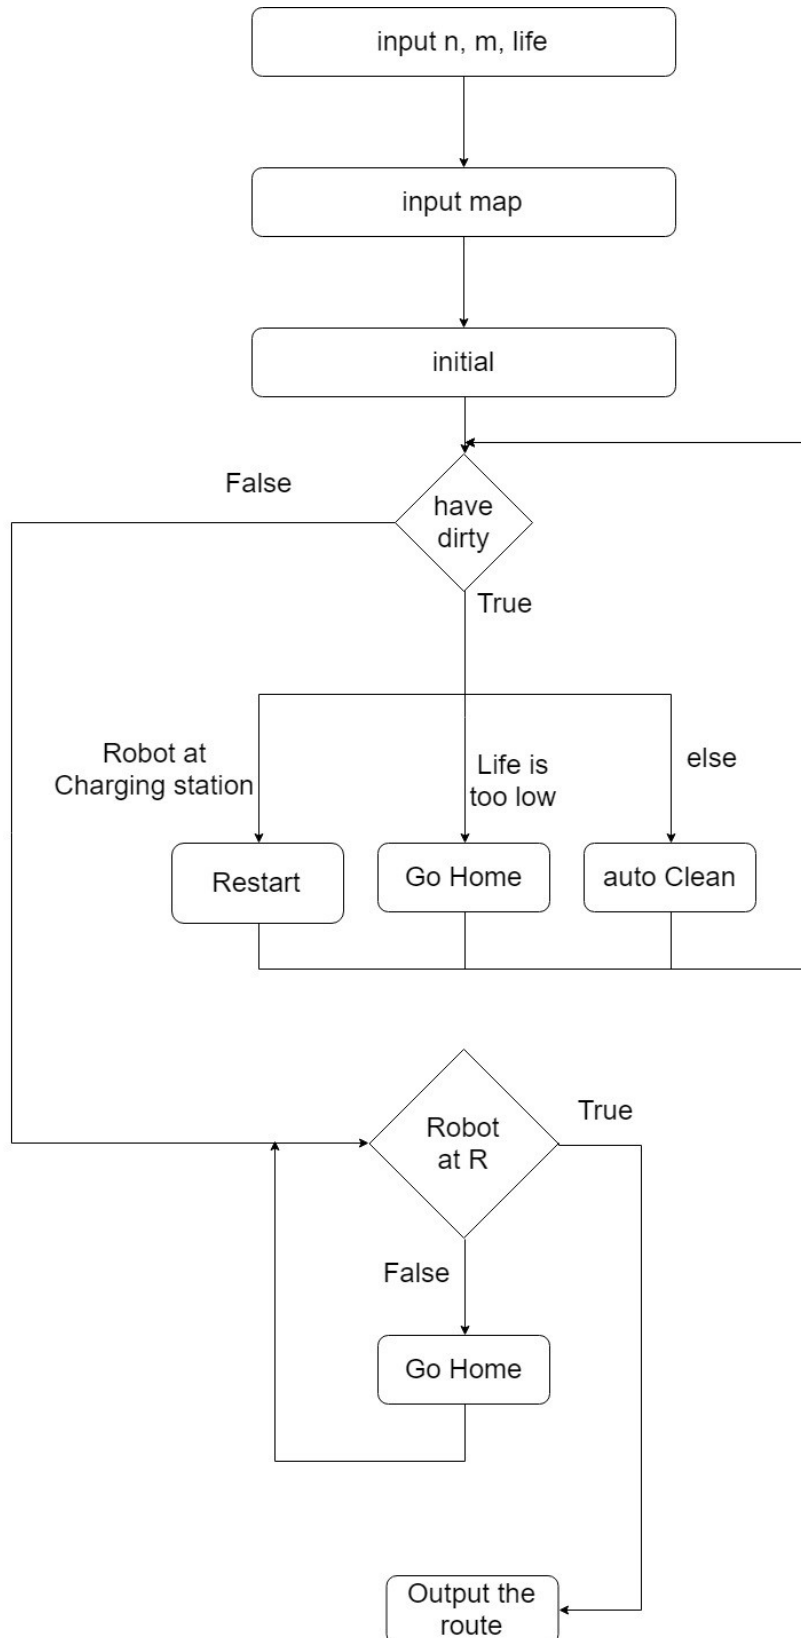 input n, m, life
input map
initial
False
have
dirty
True
Robot at
Charging station
Life is
too low
else
Restart
Go Home
auto Clean
Robot
at R
True
False
Go Home
Output the
route